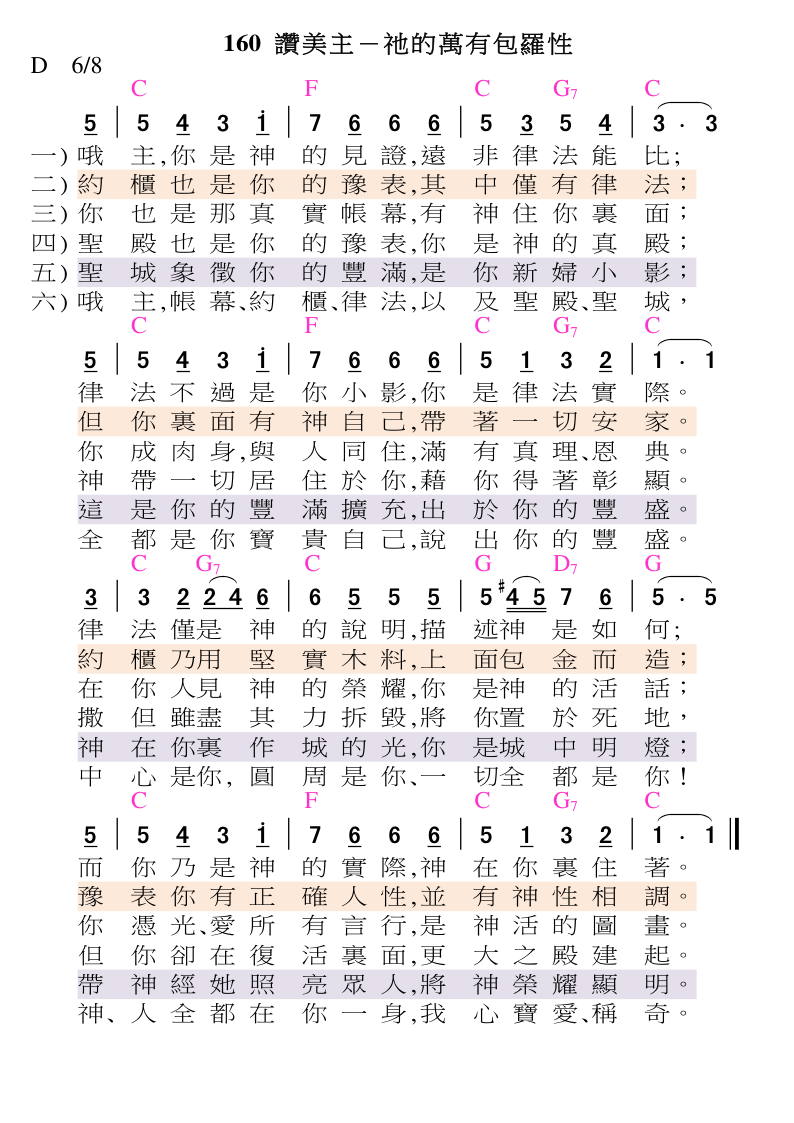 160 讚美主－祂的萬有包羅性
D 6/8
C F C G7 C
5 | 5 4 3 i | 7 6 6 6 | 5 3 5 4 | 3 · 3
一)哦 主,你是神 的見證,遠 非律法能 比;
二)約 櫃也是你 的豫表,其 中僅有律 法；
三)你 也是那真 實帳幕,有 神住你裏 面；
四)聖 殿也是你 的豫表,你 是神的真 殿；
五)聖 城象徵你 的豐滿,是 你新婦小 影；
六)哦 主,帳幕、約 櫃、律法,以 及聖殿、聖 城，
C F C G7 C
5 | 5 4 3 i | 7 6 6 6 | 5 1 3 2 | 1 · 1
律 法不過是 你小影,你 是律法實 際。
但 你裏面有 神自己,帶 著一切安 家。
你 成肉身,與 人同住,滿 有真理、恩 典。
神 帶一切居 住於你,藉 你得著彰 顯。
這 是你的豐 滿擴充,出 於你的豐 盛。
全 都是你寶 貴自己,說 出你的豐 盛。
C G7 C G D7 G
3 | 3 2 2 4 6 | 6 5 5 5 | 5 #4 5 7 6 | 5 · 5
律 法僅是 神 的說明,描 述神 是如 何;
約 櫃乃用 堅 實木料,上 面包 金而 造；
在 你人見 神 的榮耀,你 是神 的活 話；
撒 但雖盡 其 力拆毀,將 你置 於死 地，
神 在你裏 作 城的光,你 是城 中明 燈；
中 心是你, 圓 周是你、一 切全 都是 你！
C F C G7 C
5 | 5 4 3 i | 7 6 6 6 | 5 1 3 2 | 1 · 1
而 你乃是神 的實際,神 在你裏住 著。
豫 表你有正 確人性,並 有神性相 調。
你 憑光、愛所 有言行,是 神活的圖 畫。
但 你卻在復 活裏面,更 大之殿建 起。
帶 神經她照 亮眾人,將 神榮耀顯 明。
神、人全都在 你一身,我 心寶愛、稱 奇。